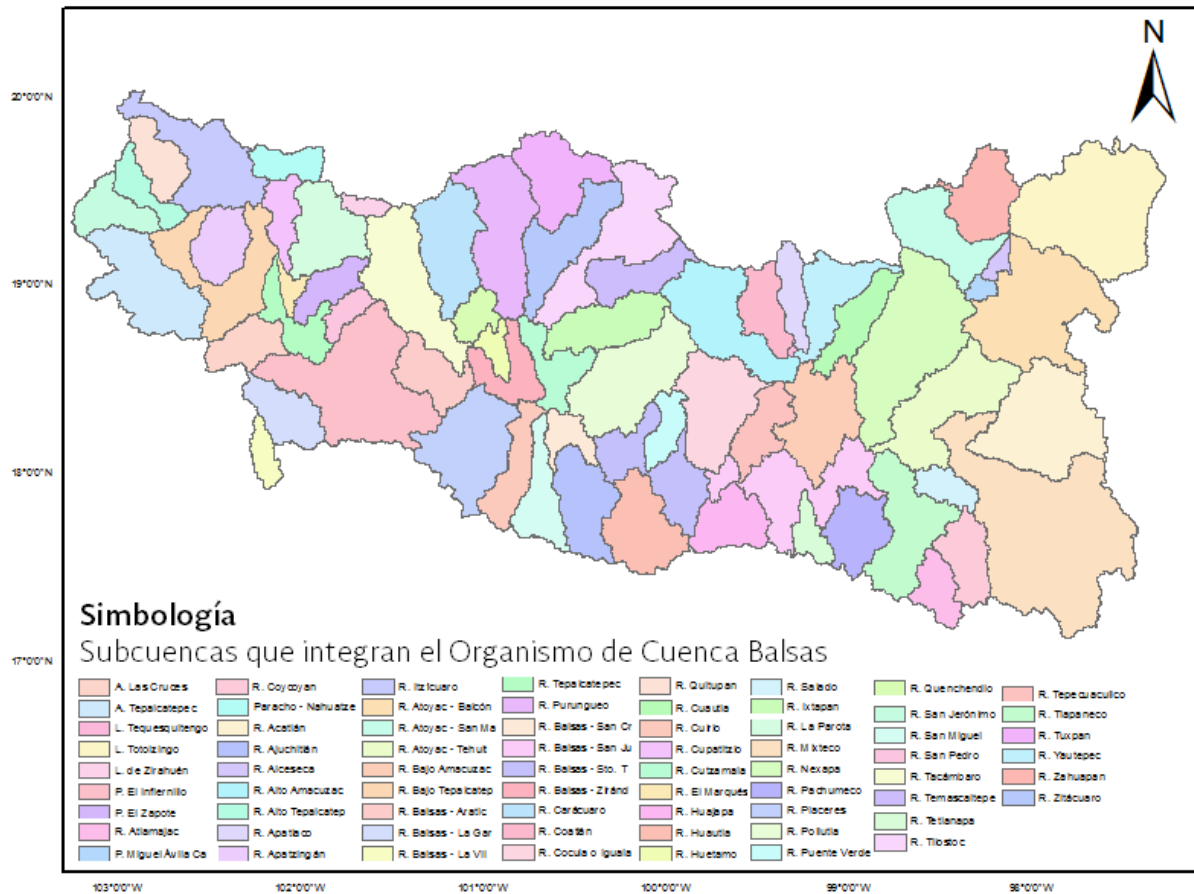 N
20°0'0"N
19°0'0"N
18°0'0"N
17°0'0"N
Simbología
Subcuencas que integran el Organismo de Cuenca Balsas
A. Las Cruces
A. Tepalcatepec
L. Tequesquitengo
L. Totolzingo
L. de Zirahuén
P. El Infiernillo
P. El Zapote
R. Atlamajac
P. Miguel Ávila Ca
R. Coycoyan
Paracho - Nahuatze
R. Acatlán
R. Ajuchitlán
R. Alceseca
R. Alto Amacuzac
R. Alto Tepalcatep
R. Apatlaco
R. Apatzingán
R. Itzícuaro
R. Atoyac - Balcón
R. Atoyac - San Ma
R. Atoyac - Tehuit
R. Bajo Amacuzac
R. Bajo Tepalcatep
R. Balsas - Aratic
R. Balsas - La Gar
R. Balsas - La Vil
R. Tepalcatepec
R. Purungueo
R. Balsas - San Cr
R. Balsas - San Ju
R. Balsas - Sto. T
R. Balsas - Ziránd
R. Carácuaro
R. Coatán
R. Cocula o Iguala
R. Quitupan
R. Cuautla
R. Cuirio
R. Cupatitzio
R. Cutzamala
R. El Marqués
R. Huajapa
R. Huautla
R. Huetamo
R. Salado
R. Ixtapan
R. La Parota
R. Mixteco
R. Nexapa
R. Pachumeco
R. Placeres
R. Poliutla
R. Puente Verde
R. Quenchendio
R. San Jerónimo
R. San Miguel
R. San Pedro
R. Tacámbaro
R. Temascaltepe
R. Tetlanapa
R. Tilostoc
R. Tepecuacuilco
R. Tlapaneco
R. Tuxpan
R. Yautepec
R. Zahuapan
R. Zitácuaro
103°0'0"W 102°0'0"W 101°0'0"W 100°0'0"W 99°0'0"W 98°0'0"W